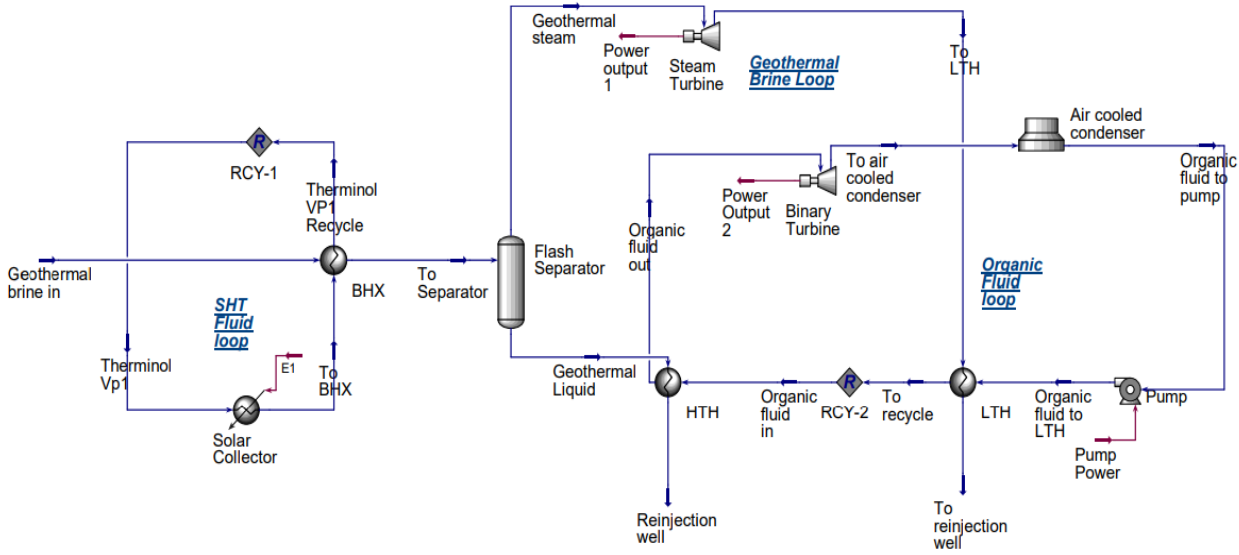 Geothermal
steam
Power
output
1
Steam
Turbine
Geothermal
Brine Loop
To
LTH
Air cooled
condenser
R
RCY-1
Therminol
VP1
Recycle
To air
cooled
condenser
Organic
fluid to
pump
Power
Output
2
Binary
Turbine
Organic
fluid
out
Flash
Separator
Geothermal
brine in
BHX
To
Separator
SHT
Fluid
loop
Organic
Fluid
loop
Therminol
Vp1
E1
To
BHX
Solar
Collector
Geothermal
Liquid
HTH
Organic
fluid
in
R
RCY-2
To
recycle
LTH
Organic
fluid to
LTH
Pump
Pump
Power
Reinjection
well
To
reinjection
well